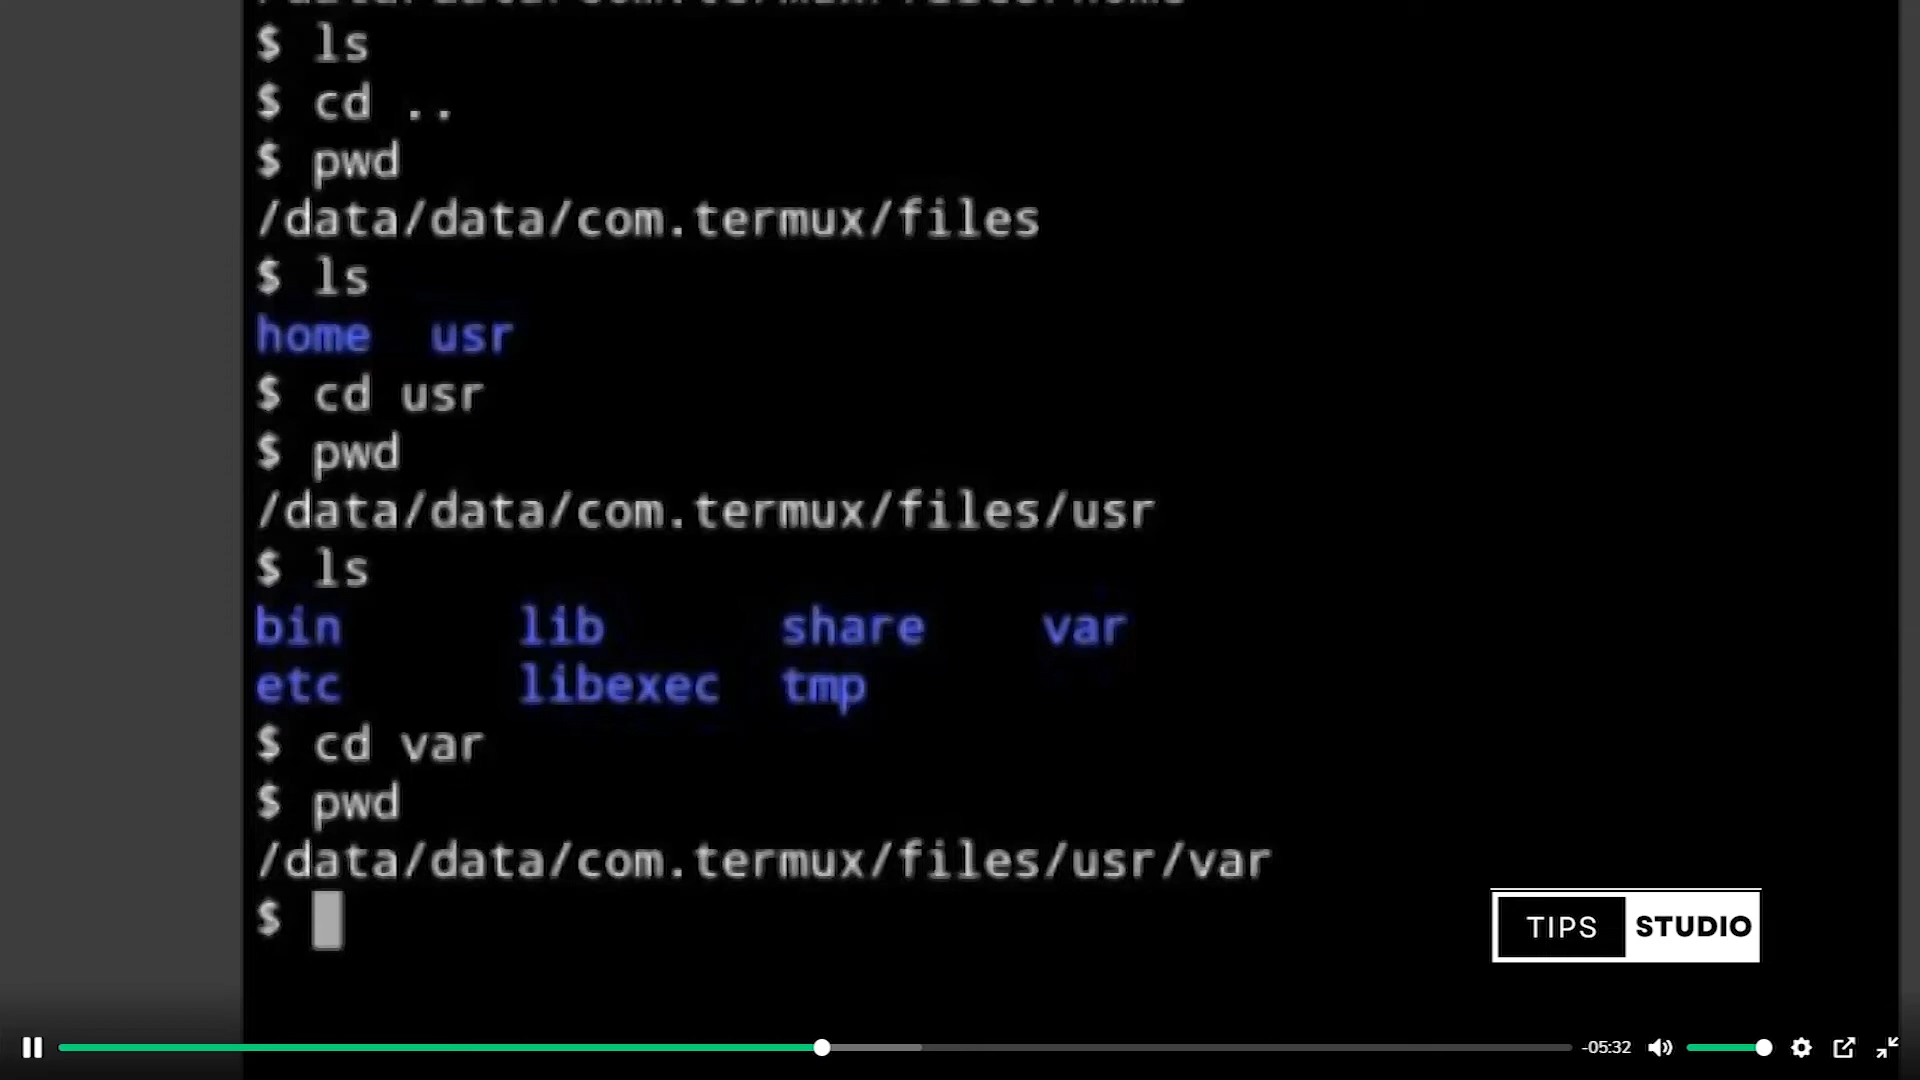 $ ls
$ cd ..
$ pwd
/data/data/com.termux/files
$ ls
home usr
$ cd usr
$ pwd
/data/data/com.termux/files/usr
$ ls
bin lib share var
etc libexec tmp
$ cd var
$ pwd
/data/data/com.termux/files/usr/var
$
TIPS STUDIO
-05:32